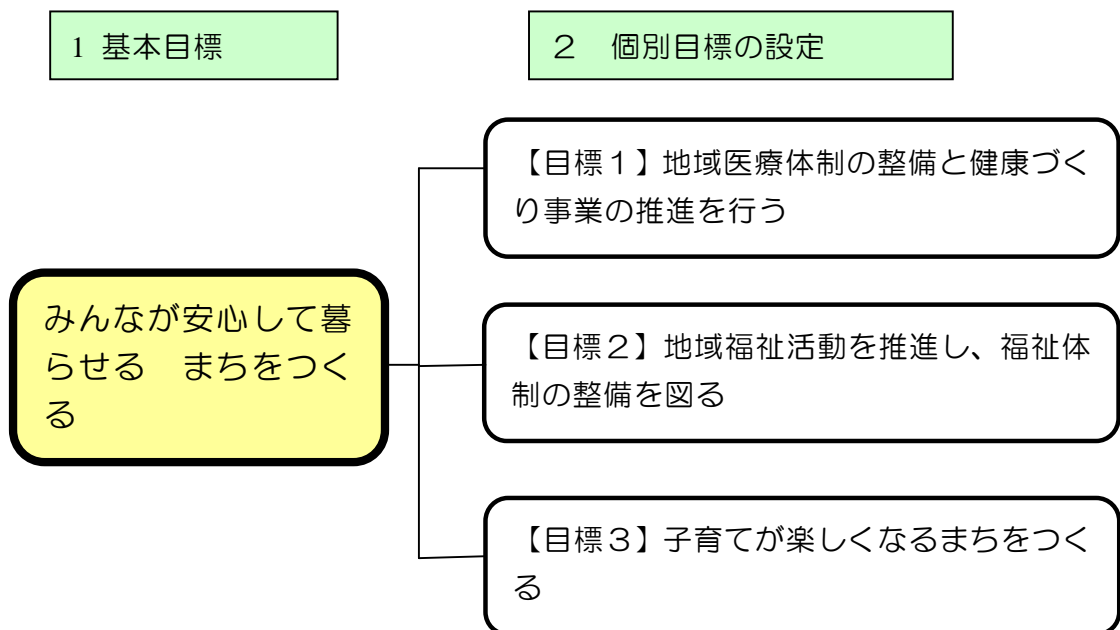 1 基本目標
２　個別目標の設定
【目標１】地域医療体制の整備と健康づく
り事業の推進を行う
みんなが安心して暮
らせる　まちをつく
る
【目標２】地域福祉活動を推進し、福祉体
制の整備を図る
【目標３】子育てが楽しくなるまちをつく
る